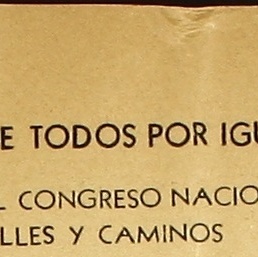 E TODOS POR IGU
L CONGRESO NACIO
LLES Y CAMINOS